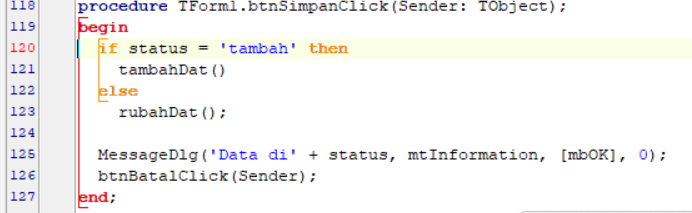 118 procedure TForm1.btnSimpanClick(Sender: TObject);
119 begin
120 if status = 'tambah' then
121 tambahDat()
122 else
123 rubahDat();
124
125 MessageDlg('Data di' + status, mtInformation, [mbOK], 0);
126 btnBatalClick(Sender);
127 end;